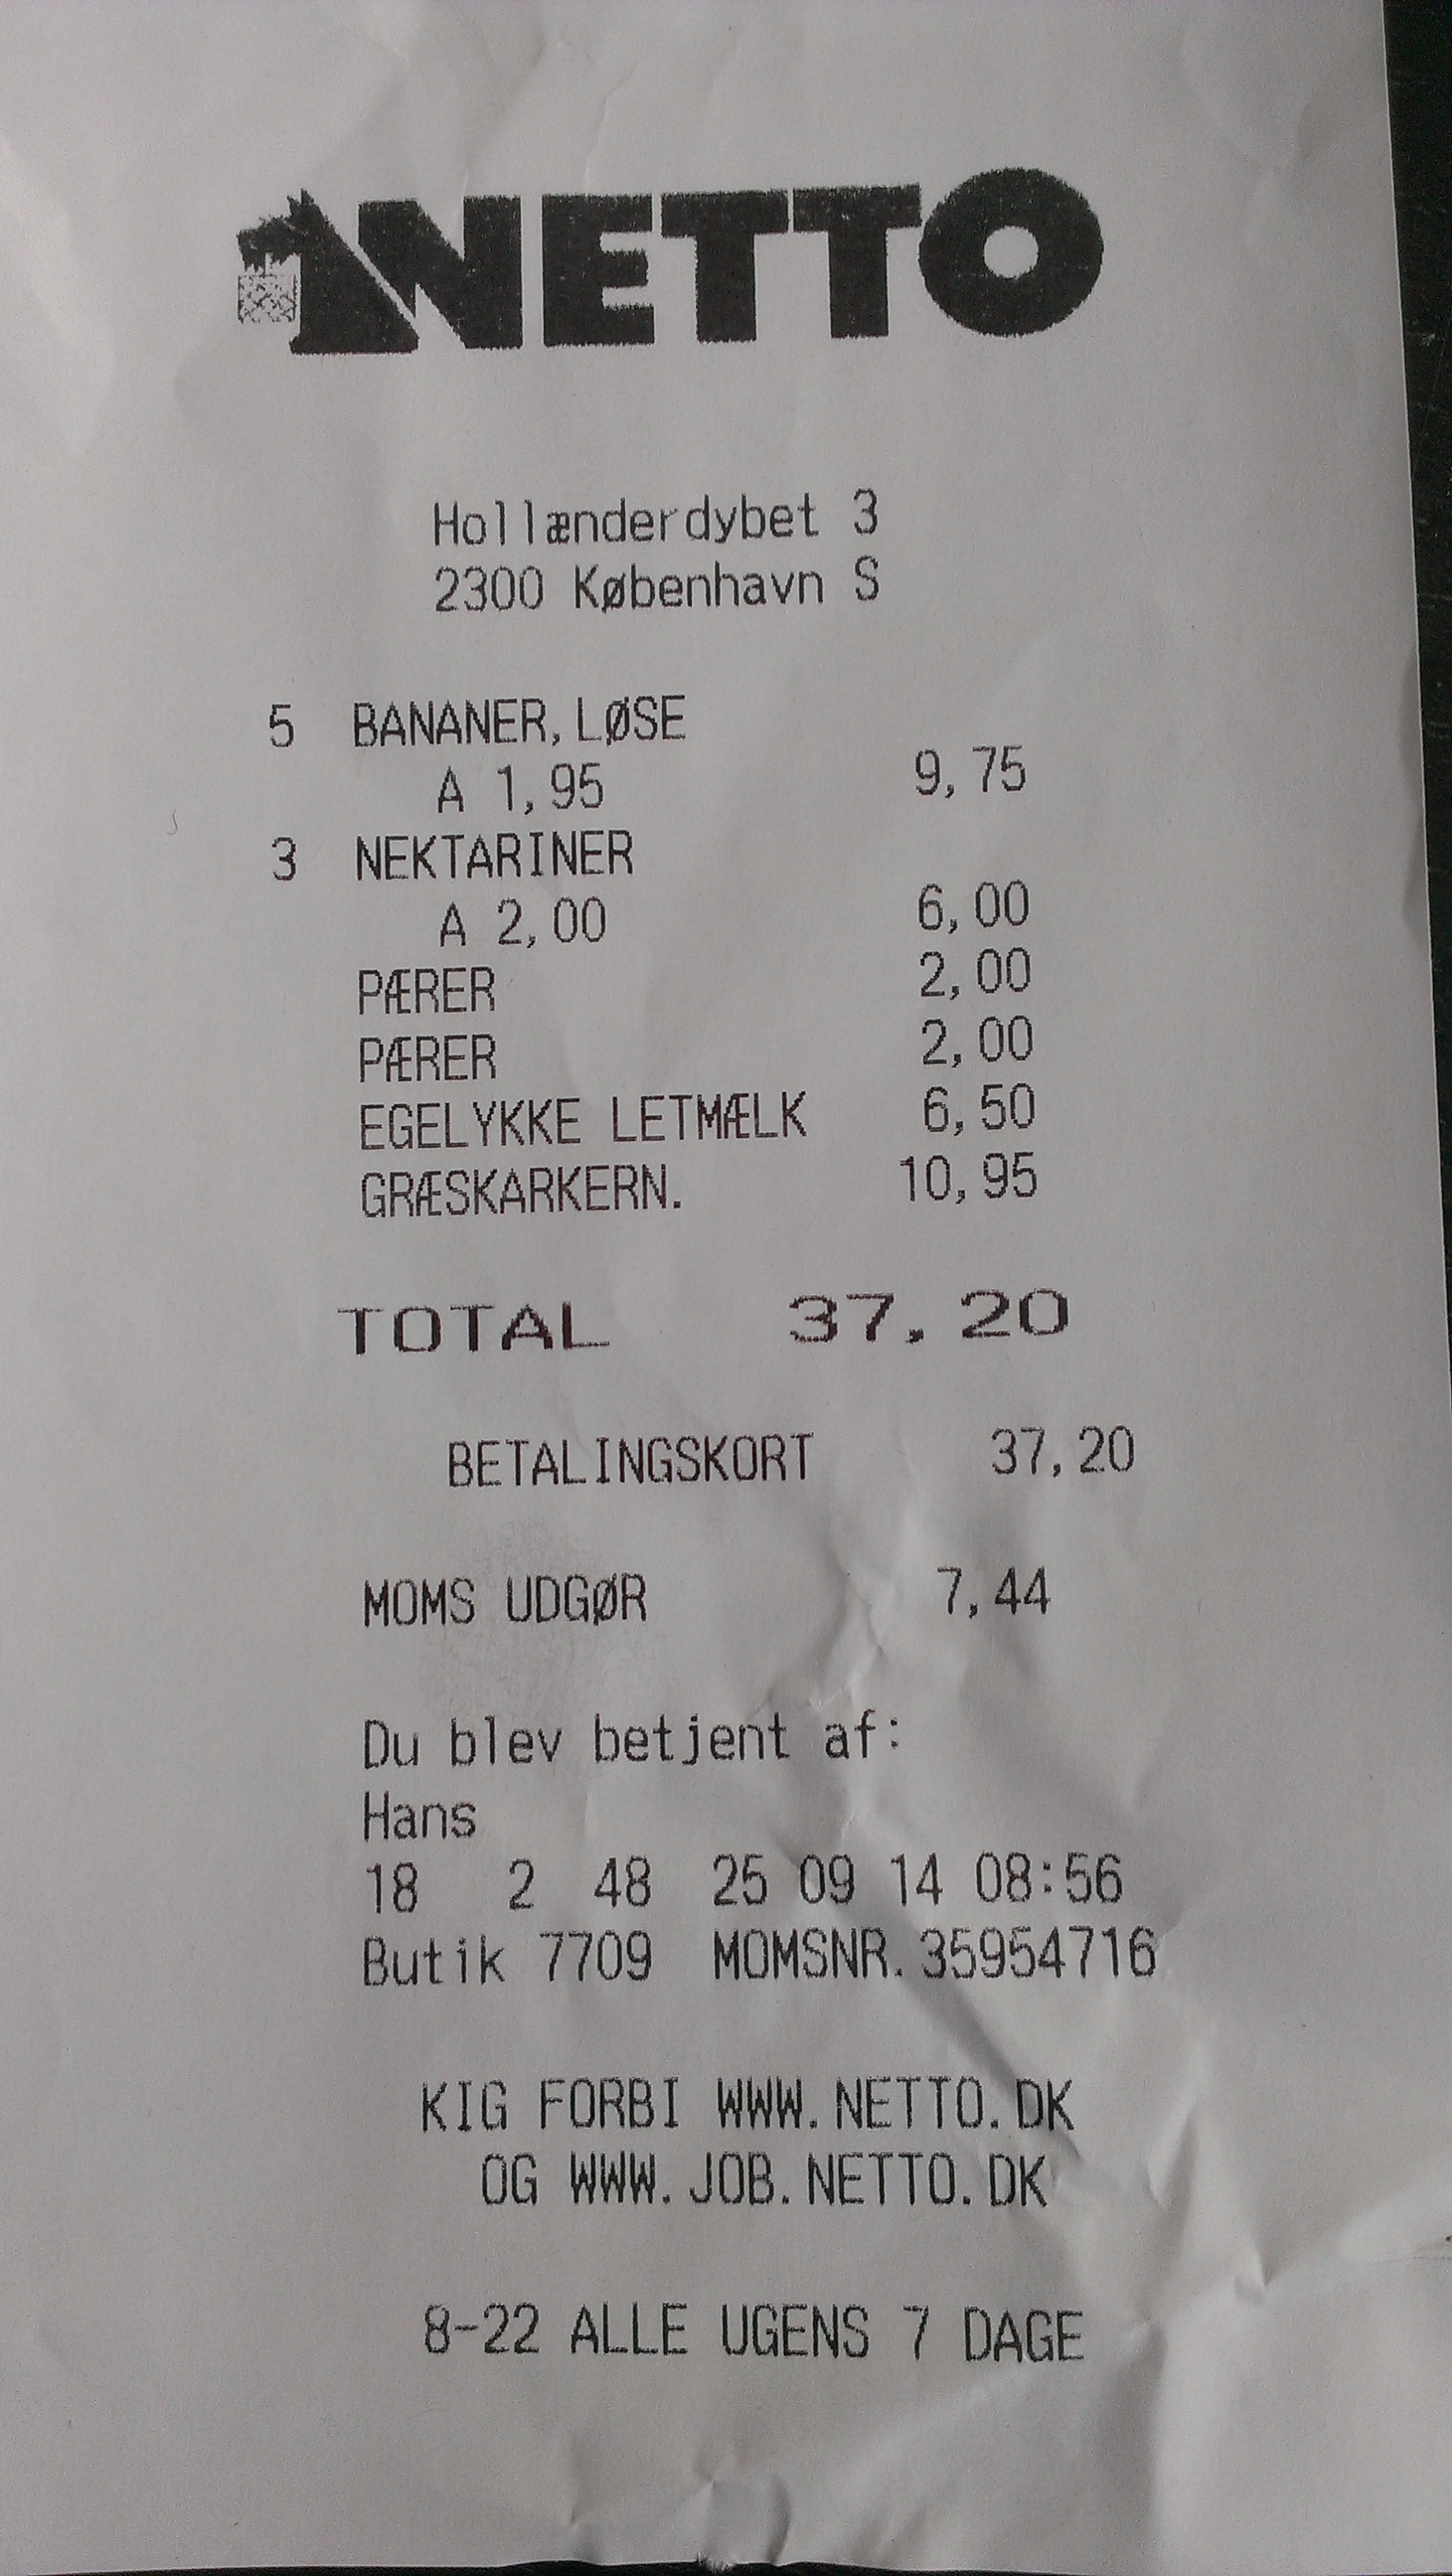 NETTO
Hollænderdybet 3
2300 København S
5 BANANER, LØSE
A 1,95 9,75
3 NEKTARINER
A 2,00 6,00
PÆRER 2,00
PÆRER 2,00
EGELYKKE LETMÆLK 6,50
GRÆSKARKERN. 10,95
TOTAL 37,20
BETALINGSKORT 37,20
MOMS UDGØR 7,44
Du blev betjent af:
Hans
18 2 48 25 09 14 08:56
Butik 7709 MOMSNR. 35954716
KIG FORBI WWW.NETTO.DK
OG WWW.JOB.NETTO.DK
8-22 ALLE UGENS 7 DAGE